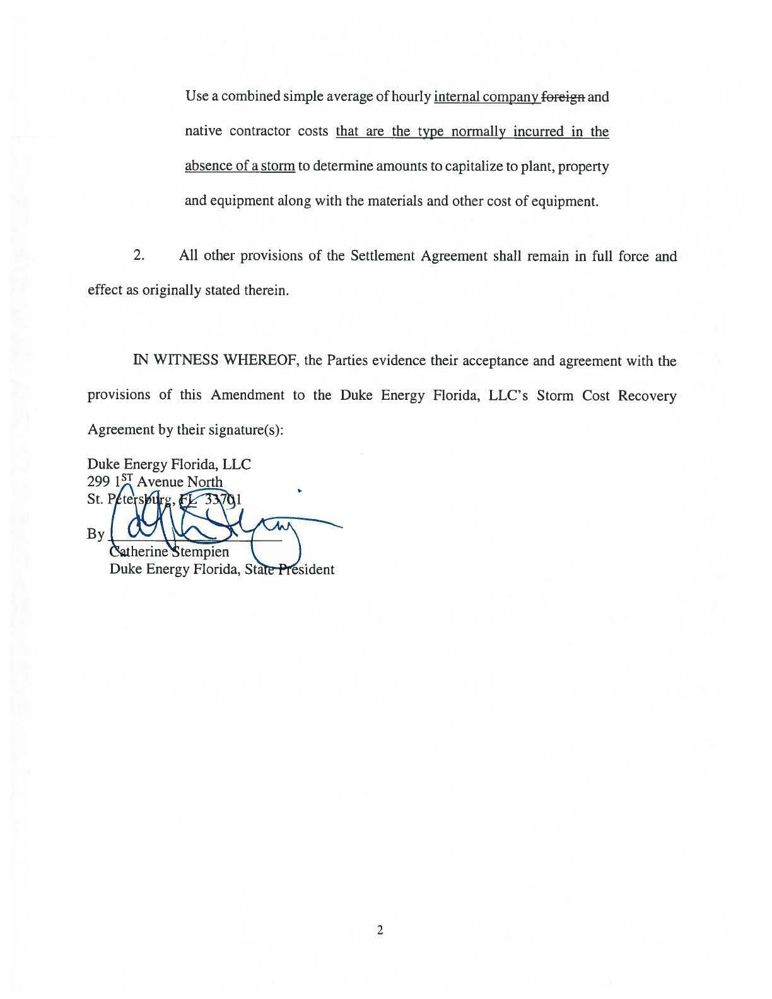 Use a combined simple average of hourly internal company foreign and
native contractor costs that are the type normally incurred in the
absence of a storm to determine amounts to capitalize to plant, property
and equipment along with the materials and other cost of equipment.
2. All other provisions of the Settlement Agreement shall remain in full force and
effect as originally stated therein.
IN WITNESS WHEREOF, the Parties evidence their acceptance and agreement with the
provisions of this Amendment to the Duke Energy Florida, LLC's Storm Cost Recovery
Agreement by their signature(s):
Duke Energy Florida, LLC
299 1ST Avenue North
St. Petersburg, FL 33701
By
Catherine Stempien
Duke Energy Florida, State President
2